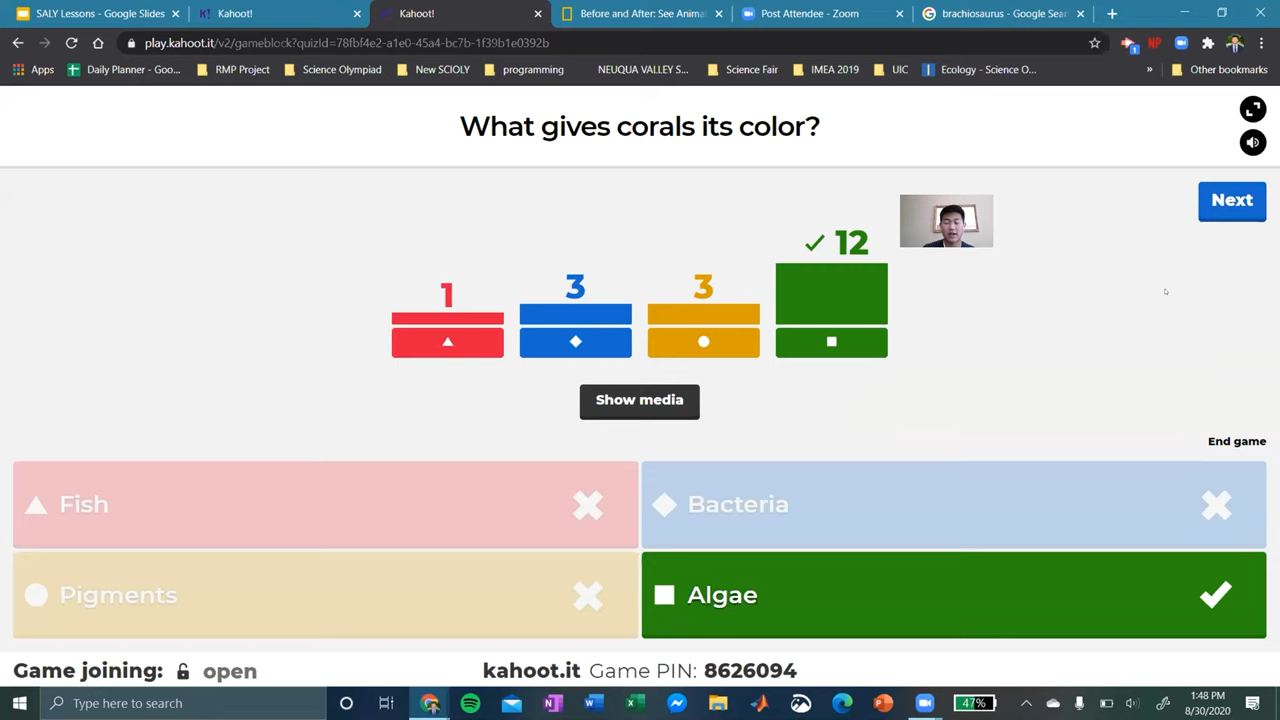 SALY Lessons - Google Slides
Kahoot!
Kahoot!
Before and After: See Anima
Post Attendee - Zoom
brachiosaurus - Google Sear
play.kahoot.it/v2/gameblock?quizId=78fbf4e2-a1e0-45a4-bc7b-1f39b1e0392b
1
NP
Apps
Daily Planner - Goo...
RMP Project
Science Olympiad
New SCIOLY
programming
NEUQUA VALLEY S...
Science Fair
IMEA 2019
UIC
Ecology - Science O...
»
Other bookmarks
What gives corals its color?
Next
1
3
3
12
Show media
End game
Fish
Bacteria
Pigments
Algae
Game joining: open
kahoot.it Game PIN: 8626094
Type here to search
47%
1:48 PM
8/30/2020